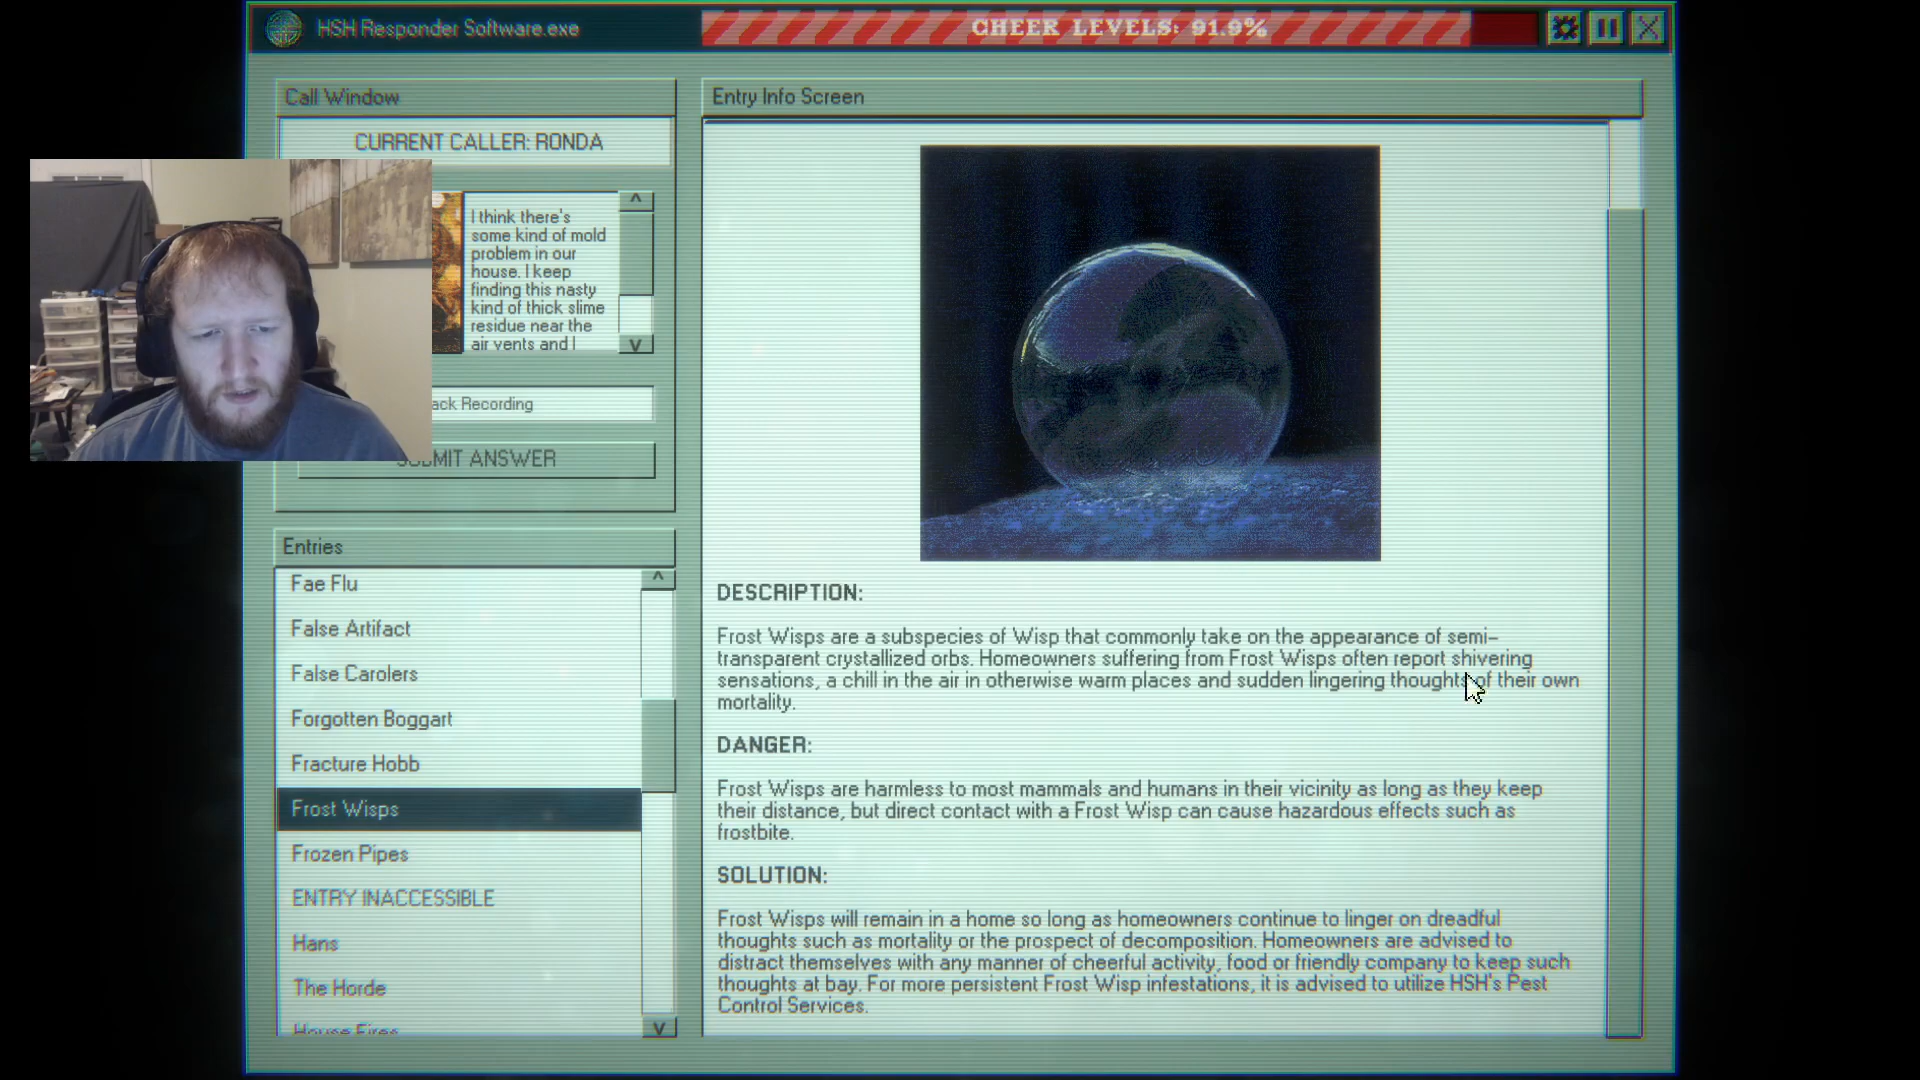 HSH Responder Software.exe
CHEER LEVELS: 91.9%
Call Window
CURRENT CALLER: RONDA
I think there's
some kind of mold
problem in our
house. I keep
finding this nasty
kind of thick slime
residue near the
air vents and I
ack Recording
SUBMIT ANSWER
Entries
Fae Flu
False Artifact
False Carolers
Forgotten Boggart
Fracture Hobb
Frost Wisps
Frozen Pipes
ENTRY INACCESSIBLE
Hans
The Horde
House Fires
Entry Info Screen
DESCRIPTION:
Frost Wisps are a subspecies of Wisp that commonly take on the appearance of semi-
transparent crystallized orbs. Homeowners suffering from Frost Wisps often report shivering
sensations, a chill in the air in otherwise warm places and sudden lingering thoughts of their own
mortality.
DANGER:
Frost Wisps are harmless to most mammals and humans in their vicinity as long as they keep
their distance, but direct contact with a Frost Wisp can cause hazardous effects such as
frostbite.
SOLUTION:
Frost Wisps will remain in a home so long as homeowners continue to linger on dreadful
thoughts such as mortality or the prospect of decomposition. Homeowners are advised to
distract themselves with any manner of cheerful activity, food or friendly company to keep such
thoughts at bay. For more persistent Frost Wisp infestations, it is advised to utilize HSH's Pest
Control Services.